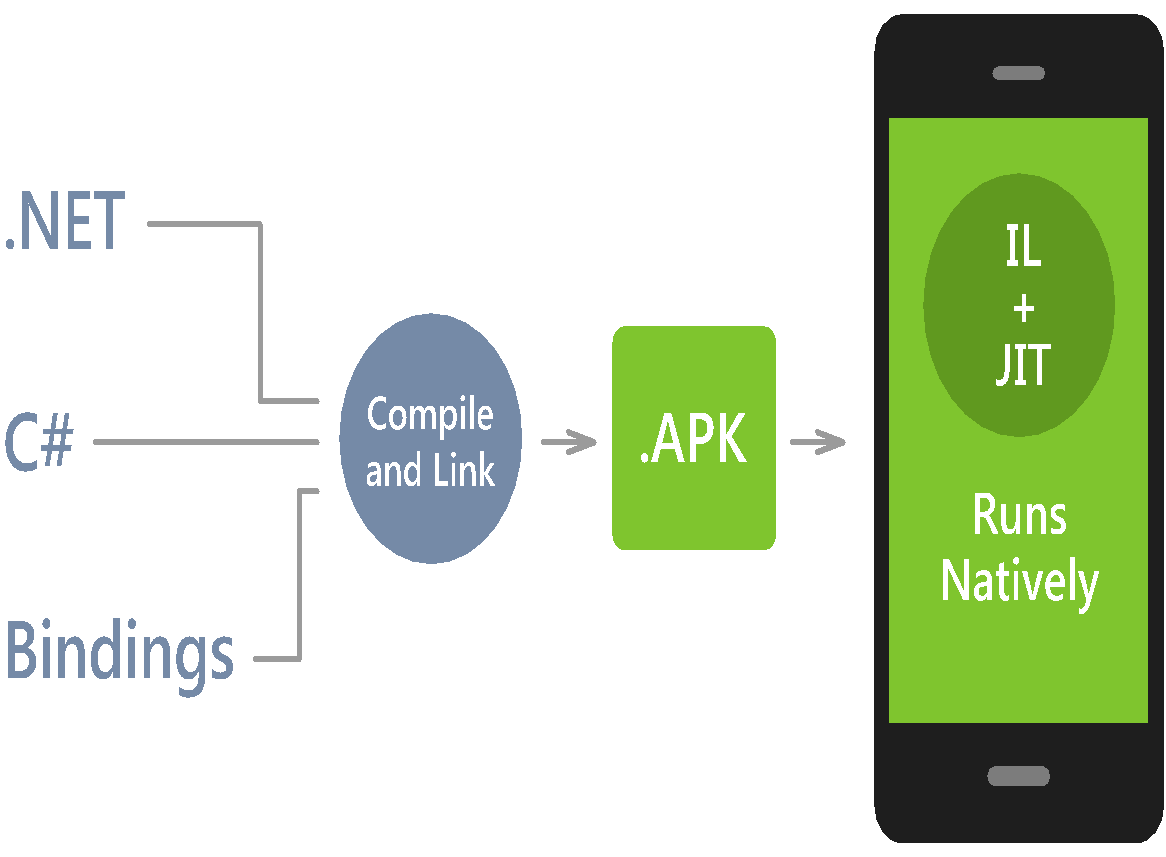 .NET
C#
Bindings
Compile
and Link
.APK
IL
+
JIT
Runs
Natively